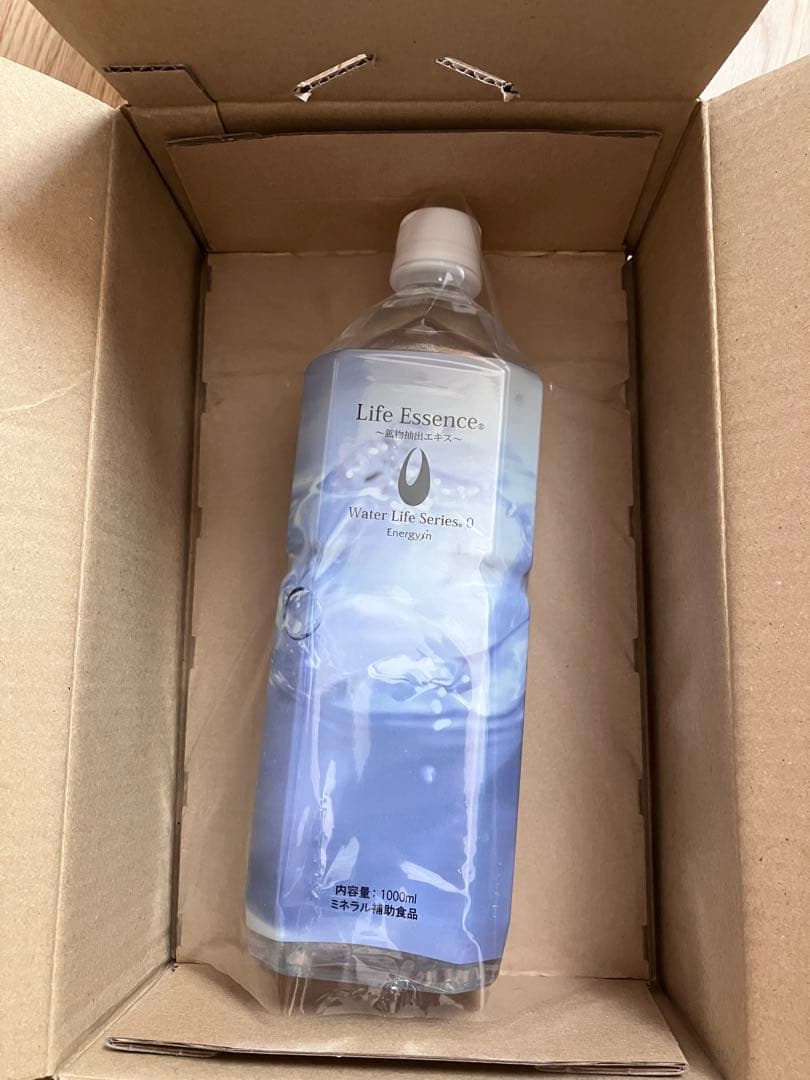 Life Essence®
～鉱物抽出エキス～
Water Life Series® 0
Energysin
内容量：1000ml
ミネラル補助食品